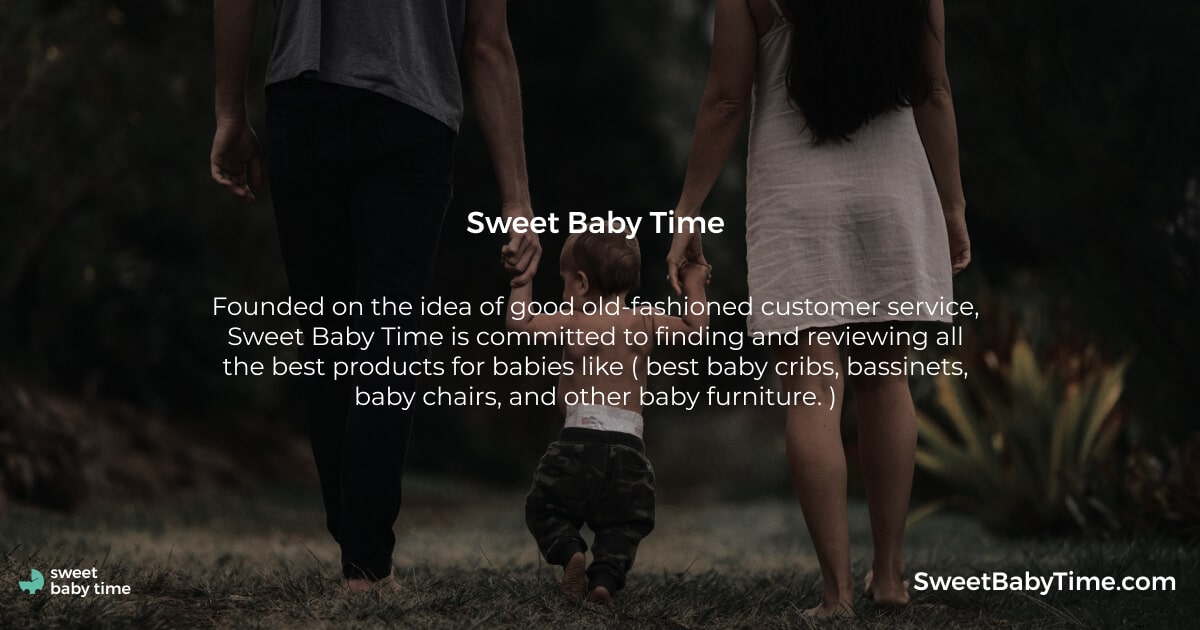 Sweet Baby Time
Founded on the idea of good old-fashioned customer service,
Sweet Baby Time is committed to finding and reviewing all
the best products for babies like ( best baby cribs, bassinets,
baby chairs, and other baby furniture. )
sweet
baby time
SweetBabyTime.com